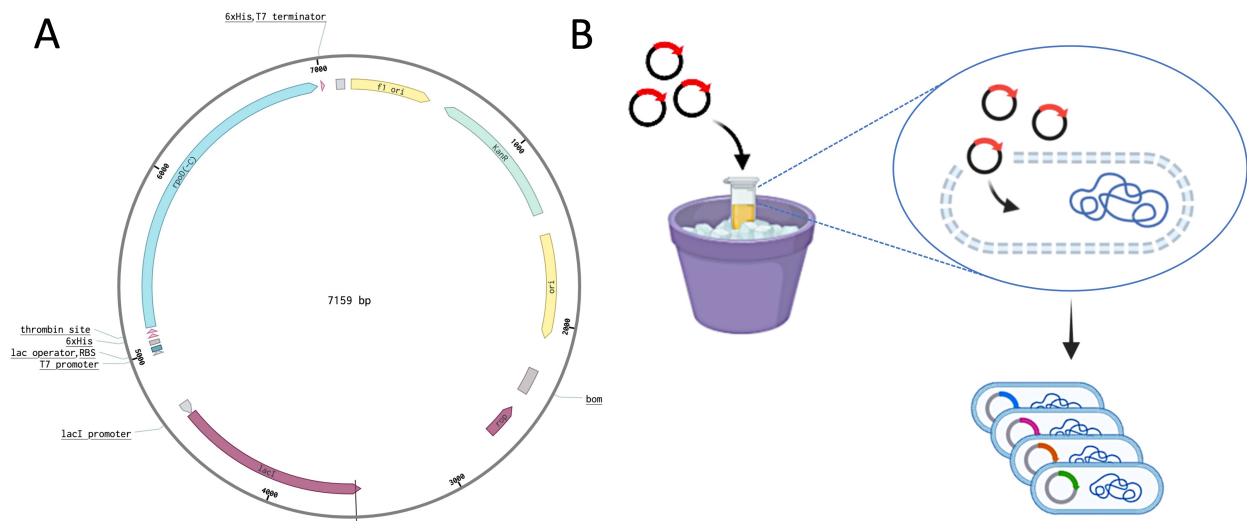 A
B
6xHis,T7 terminator
7000
f1 ori
KanR
1000
6000
rpoD(-C)
ori
7159 bp
2000
thrombin site
6xHis
lac operator,RBS
5000
T7 promoter
bom
rop
lacI promoter
lacI
4000
3000